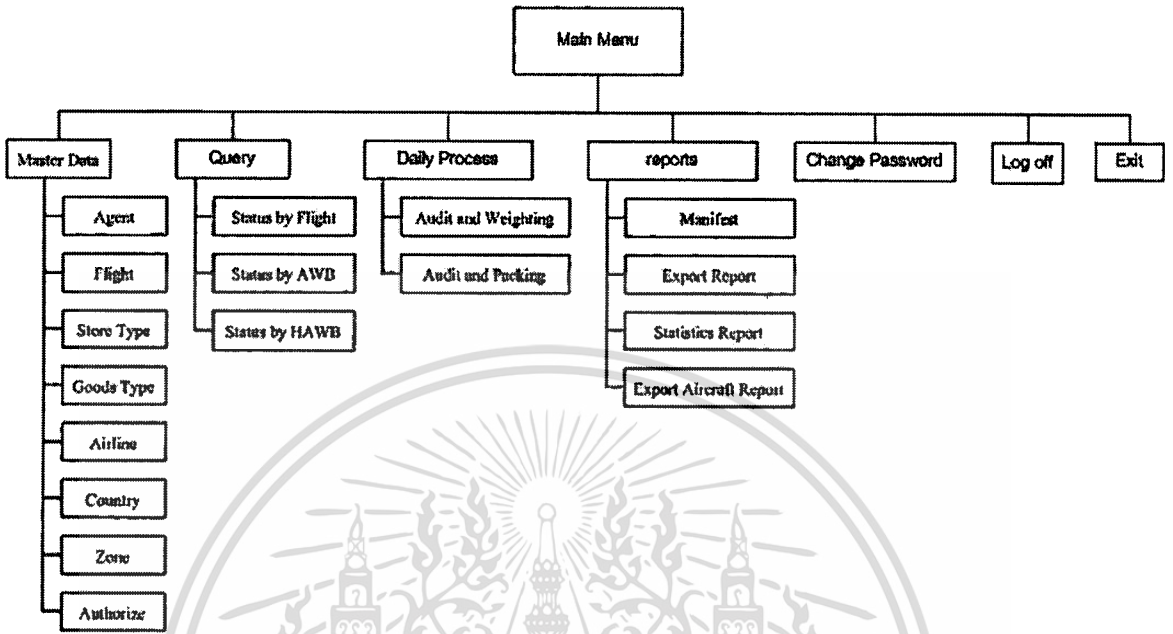 Main Menu
Master Data
Query
Daily Process
reports
Change Password
Log off
Exit
Agent
Flight
Store Type
Goods Type
Airline
Country
Zone
Authorize
Status by Flight
Status by AWB
Status by HAWB
Audit and Weighting
Audit and Packing
Manifest
Export Report
Statistics Report
Export Aircraft Report